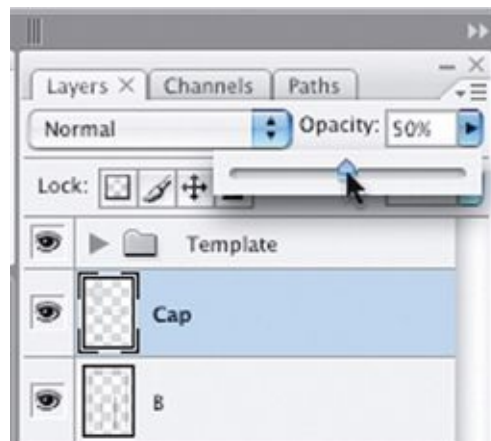 Layers Channels Paths
Normal Opacity: 50%
Lock:
Template
Cap
B